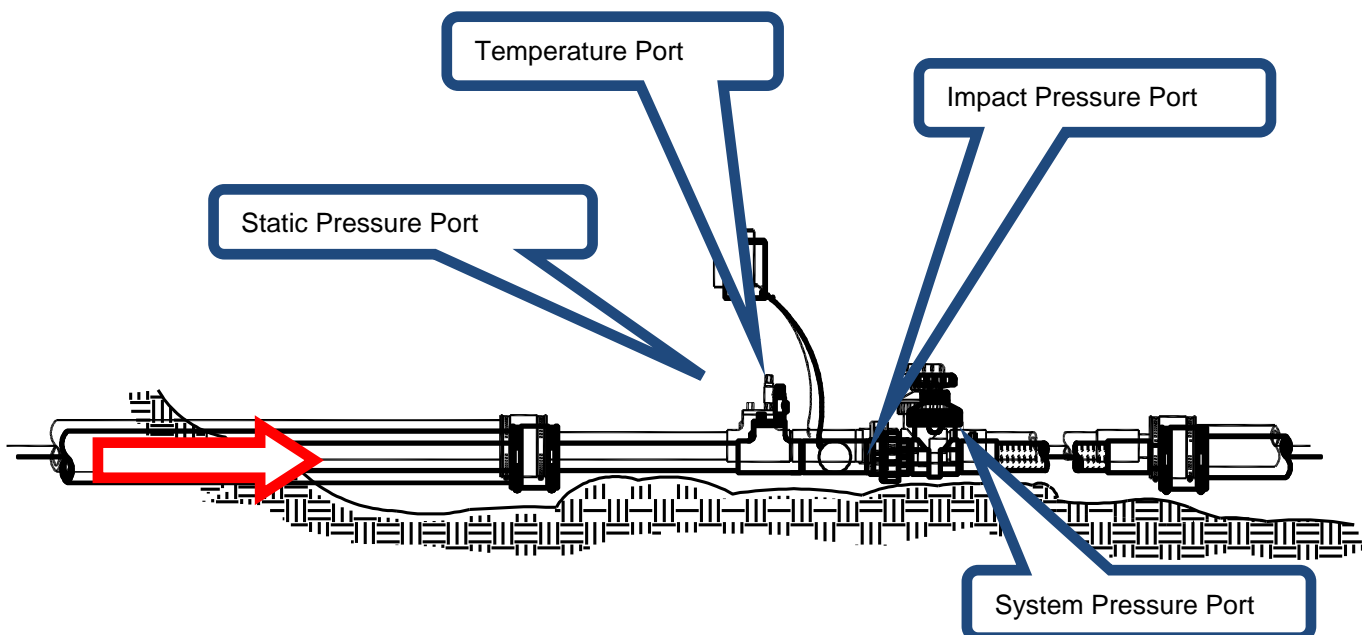 Temperature Port
Impact Pressure Port
Static Pressure Port
System Pressure Port